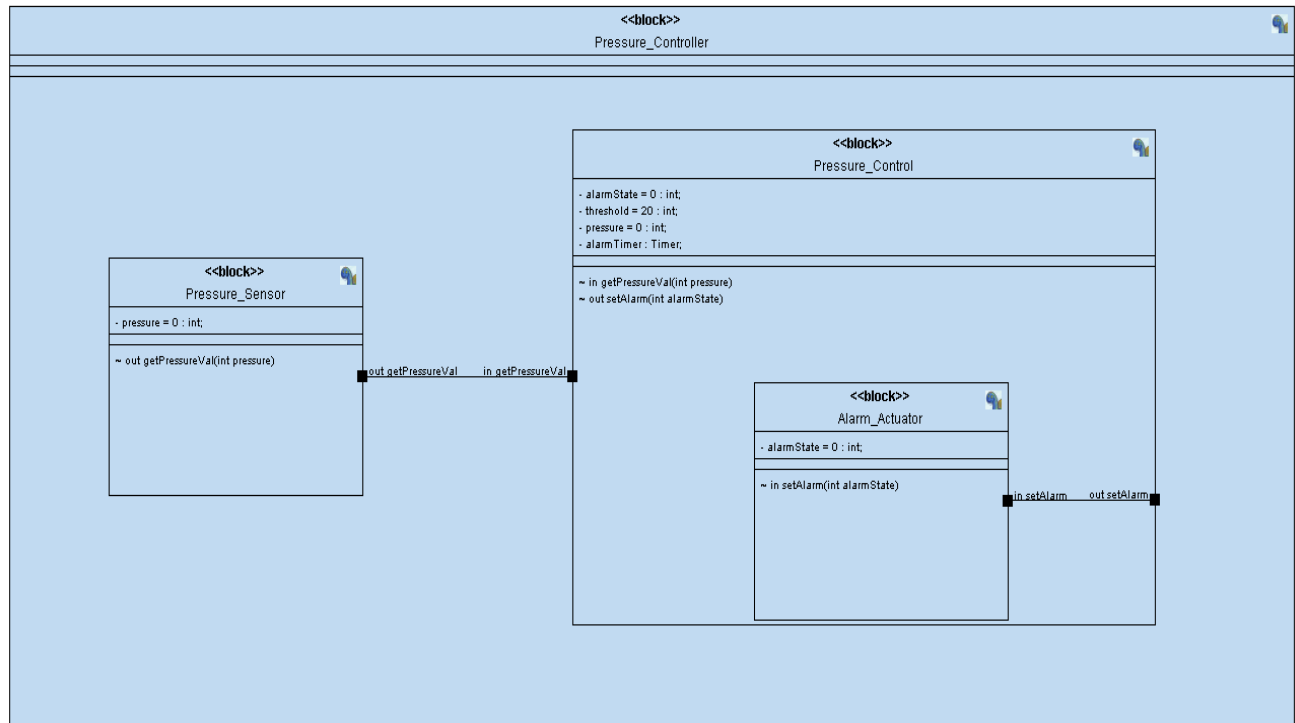 <<block>>
Pressure_Controller
<<block>>
Pressure_Control
- alarmState = 0 : int;
- threshold = 20 : int;
- pressure = 0 : int;
- alarmTimer : Timer;
~ in getPressureVal(int pressure)
~ out setAlarm(int alarmState)
<<block>>
Pressure_Sensor
- pressure = 0 : int;
~ out getPressureVal(int pressure)
out getPressureVal
in getPressureVal
<<block>>
Alarm_Actuator
- alarmState = 0 : int;
~ in setAlarm(int alarmState)
in setAlarm
out setAlarm